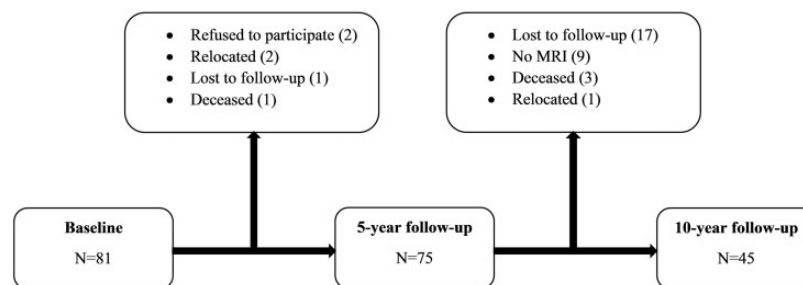 • Refused to participate (2)
• Relocated (2)
• Lost to follow-up (1)
• Deceased (1)
• Lost to follow-up (17)
• No MRI (9)
• Deceased (3)
• Relocated (1)
Baseline
N=81
5-year follow-up
N=75
10-year follow-up
N=45